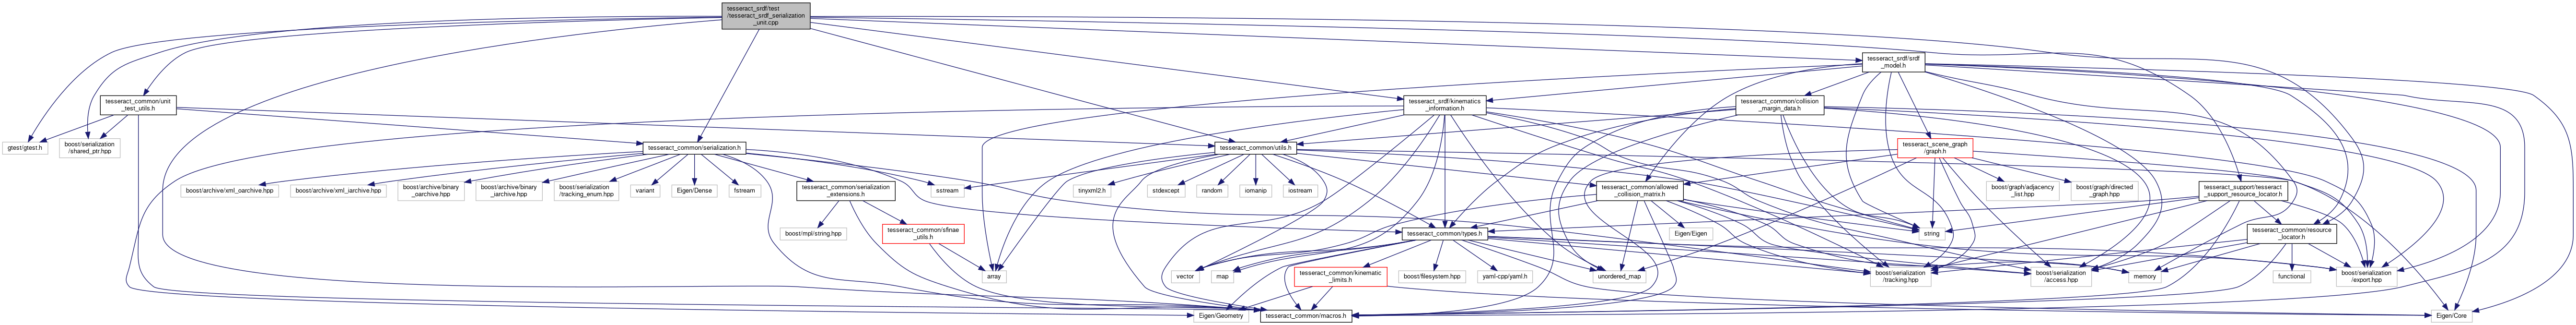 tesseract_srdf/test
/tesseract_srdf_serialization
_unit.cpp
tesseract_srdf/srdf
_model.h
tesseract_common/unit
_test_utils.h
tesseract_srdf/kinematics
_information.h
tesseract_common/collision
_margin_data.h
gtest/gtest.h
boost/serialization
/shared_ptr.hpp
tesseract_common/serialization.h
tesseract_common/utils.h
tesseract_scene_graph
/graph.h
boost/archive/xml_oarchive.hpp
boost/archive/xml_iarchive.hpp
boost/archive/binary
_oarchive.hpp
boost/archive/binary
_iarchive.hpp
boost/serialization
/tracking_enum.hpp
variant
Eigen/Dense
fstream
tesseract_common/serialization
_extensions.h
sstream
tinyxml2.h
stdexcept
random
iomanip
iostream
tesseract_common/allowed
_collision_matrix.h
boost/graph/adjacency
_list.hpp
boost/graph/directed
_graph.hpp
tesseract_support/tesseract
_support_resource_locator.h
boost/mpl/string.hpp
tesseract_common/sfinae
_utils.h
tesseract_common/types.h
Eigen/Eigen
string
tesseract_common/resource
_locator.h
array
vector
map
tesseract_common/kinematic
_limits.h
boost/filesystem.hpp
yaml-cpp/yaml.h
unordered_map
boost/serialization
/tracking.hpp
boost/serialization
/access.hpp
memory
functional
boost/serialization
/export.hpp
Eigen/Geometry
tesseract_common/macros.h
Eigen/Core